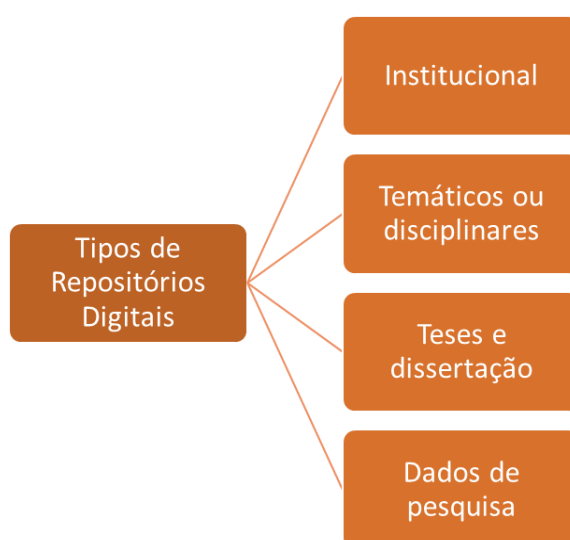 Institucional
Temáticos ou
disciplinares
Tipos de
Repositórios
Digitais
Teses e
dissertação
Dados de
pesquisa